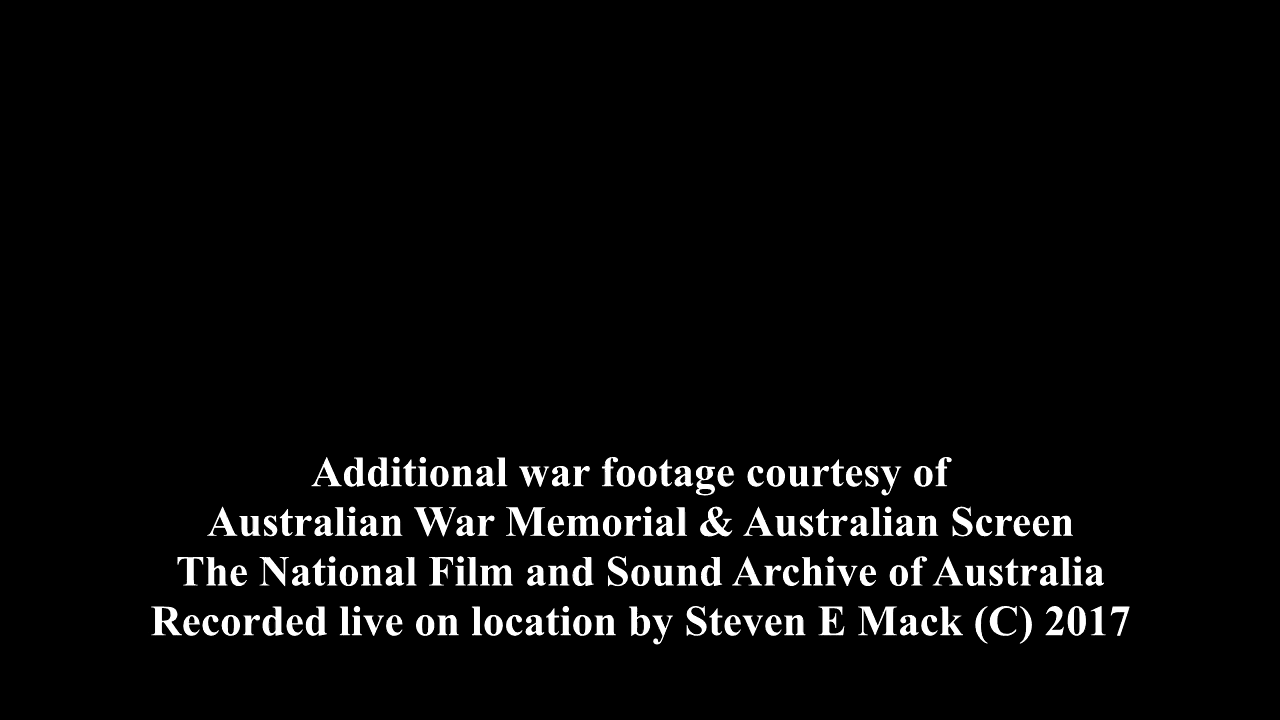 Additional war footage courtesy of
Australian War Memorial & Australian Screen
The National Film and Sound Archive of Australia
Recorded live on location by Steven E Mack (C) 2017